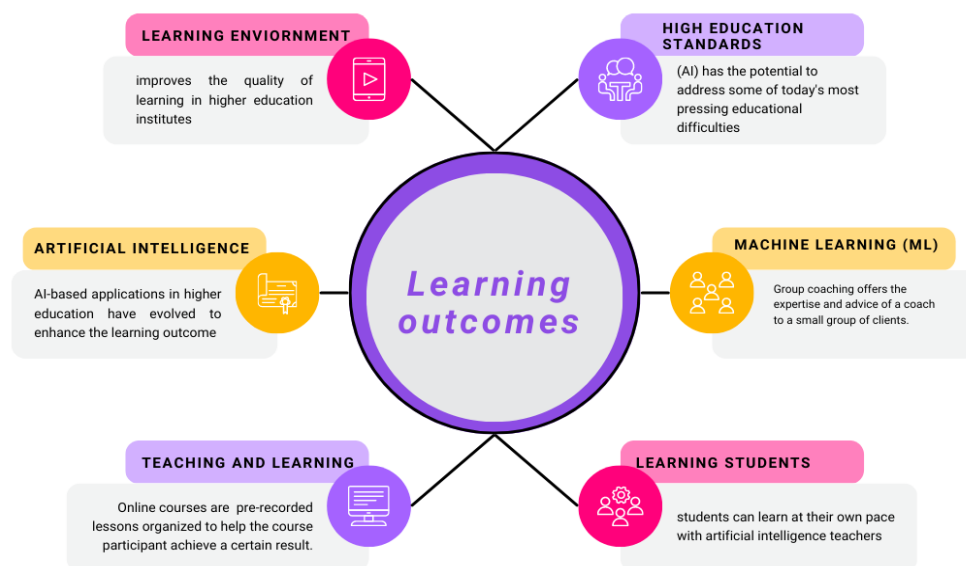 LEARNING ENVIORNMENT
improves the quality of
learning in higher education
institutes
HIGH EDUCATION
STANDARDS
(AI) has the potential to
address some of today's most
pressing educational
difficulties
ARTIFICIAL INTELLIGENCE
AI-based applications in higher
education have evolved to
enhance the learning outcome
Learning
outcomes
MACHINE LEARNING (ML)
Group coaching offers the
expertise and advice of a coach
to a small group of clients.
TEACHING AND LEARNING
Online courses are pre-recorded
lessons organized to help the course
participant achieve a certain result.
LEARNING STUDENTS
students can learn at their own pace
with artificial intelligence teachers